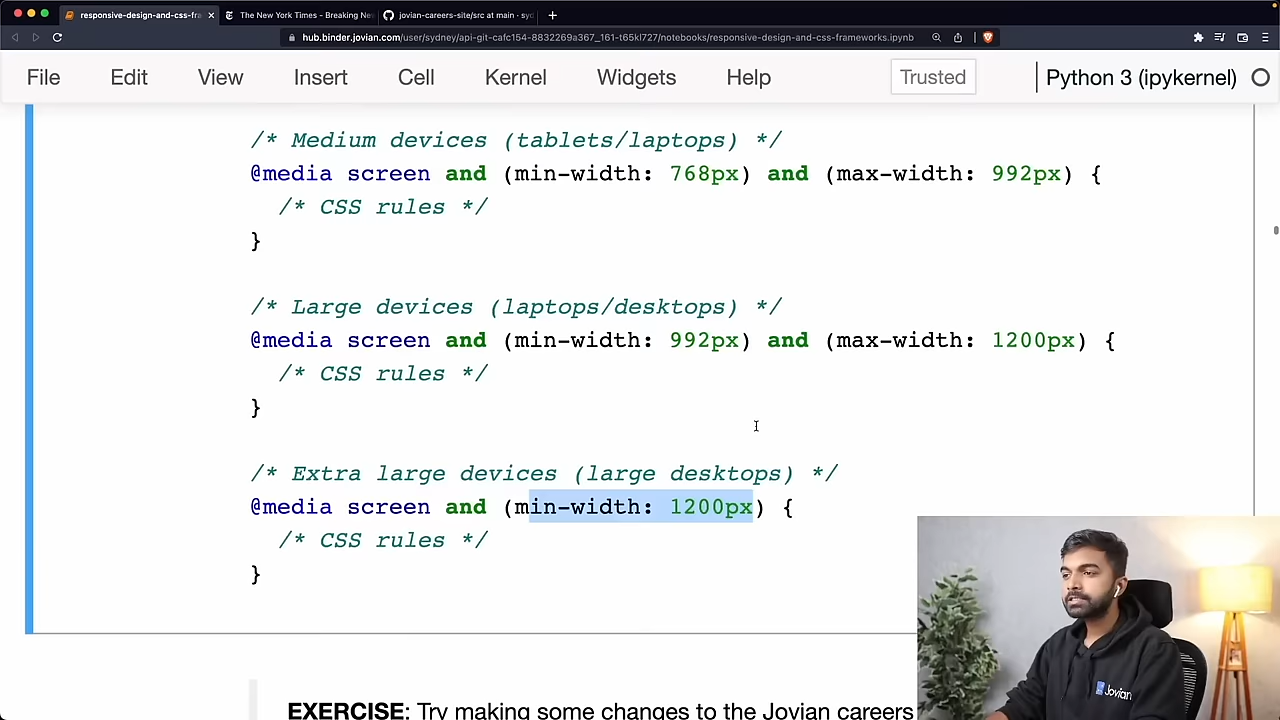 responsive-design-and-css-fra
The New York Times - Breaking Ne
jovian-careers-site/src at main · syd
hub.binder.jovian.com/user/sydney/api-git-cafc154-8832269a367_161-t65kl727/notebooks/responsive-design-and-css-frameworks.ipynb
File Edit View Insert Cell Kernel Widgets Help Trusted Python 3 (ipykernel)
/* Medium devices (tablets/laptops) */
@media screen and (min-width: 768px) and (max-width: 992px) {
/* CSS rules */
}
/* Large devices (laptops/desktops) */
@media screen and (min-width: 992px) and (max-width: 1200px) {
/* CSS rules */
}
/* Extra large devices (large desktops) */
@media screen and (min-width: 1200px) {
/* CSS rules */
}
EXERCISE: Try making some changes to the Jovian careers
Jovian